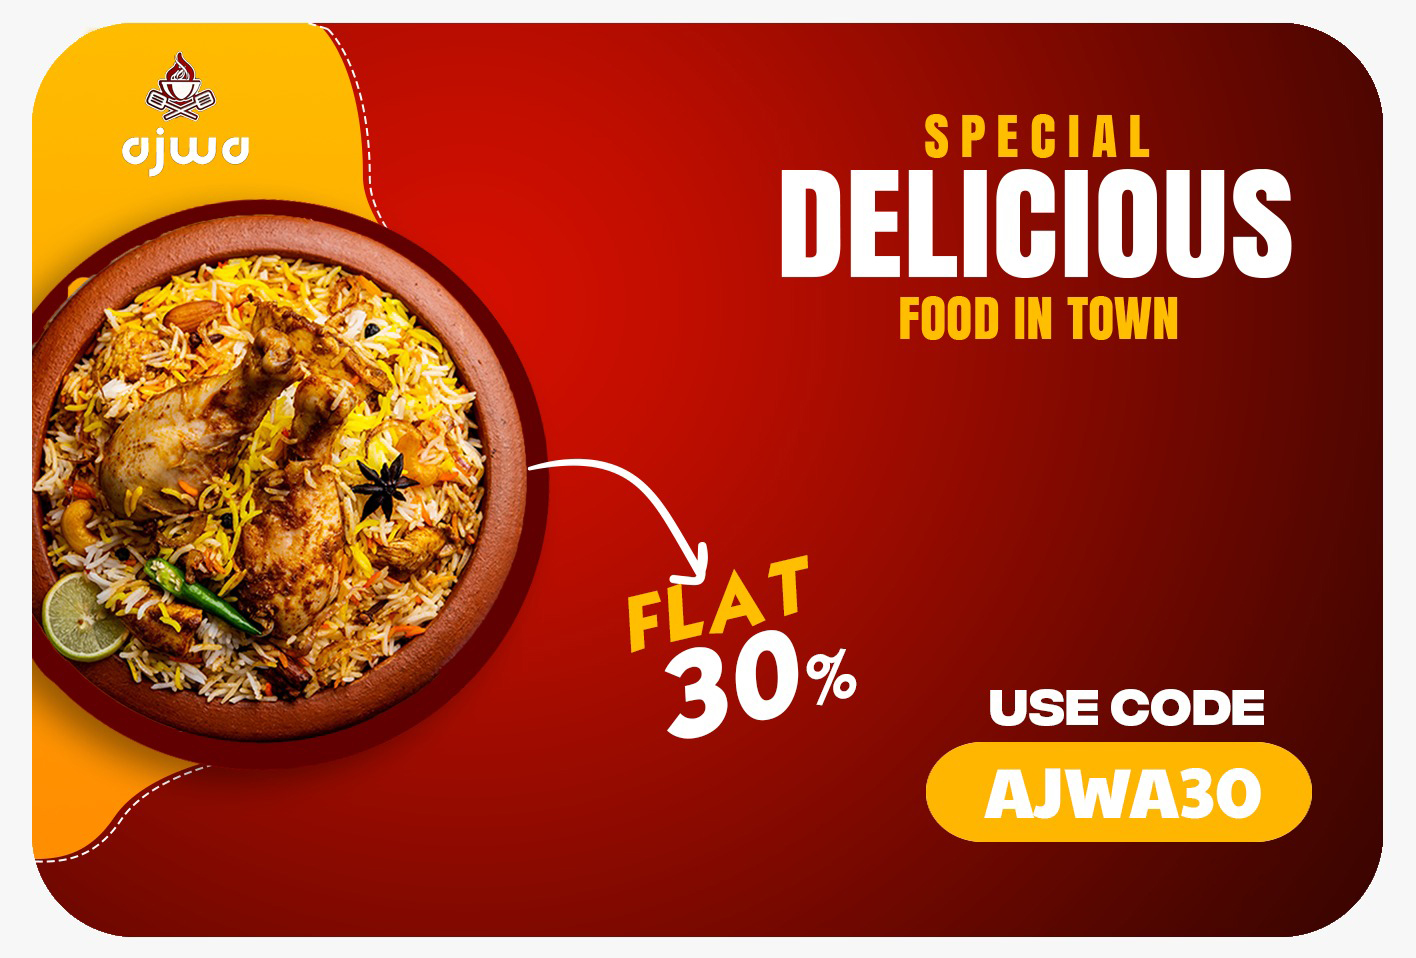 ajwa
SPECIAL
DELICIOUS
FOOD IN TOWN
FLAT
30%
USE CODE
AJWA30